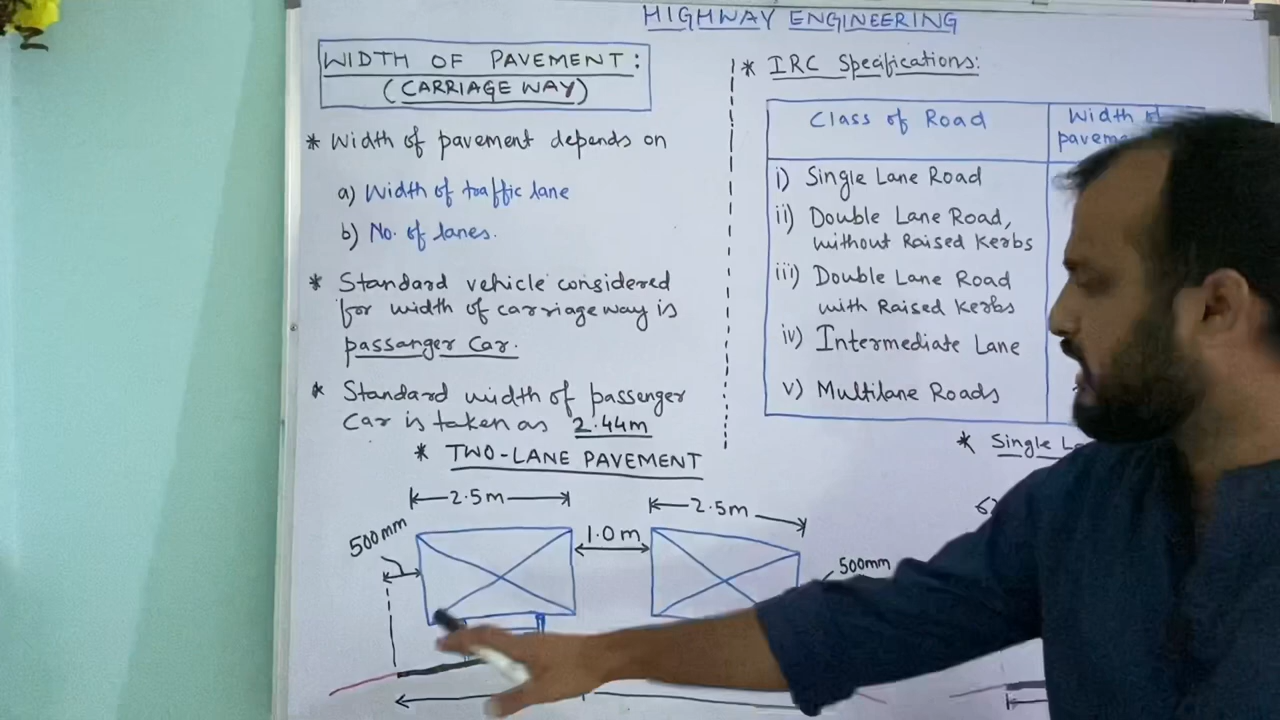 HIGHWAY ENGINEERING
WIDTH OF PAVEMENT:
(CARRIAGE WAY)
* Width of pavement depends on
a) Width of traffic lane
b) No. of lanes.
* Standard vehicle considered
for width of carriageway is
passanger Car.
* Standard width of passenger
Car is taken as 2.44m
* TWO-LANE PAVEMENT
2.5m
2.5m
500mm
1.0m
500mm
* IRC Specifications:
Class of Road
Width of
i) Single Lane Road
ii) Double Lane Road,
without Raised Kerbs
iii) Double Lane Road
with Raised Kerbs
iv) Intermediate Lane
v) Multilane Roads
* Single